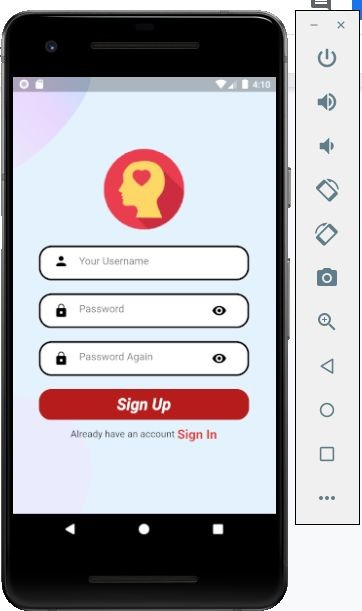 4:10
Your Username
Password
Password Again
Sign Up
Already have an account Sign In